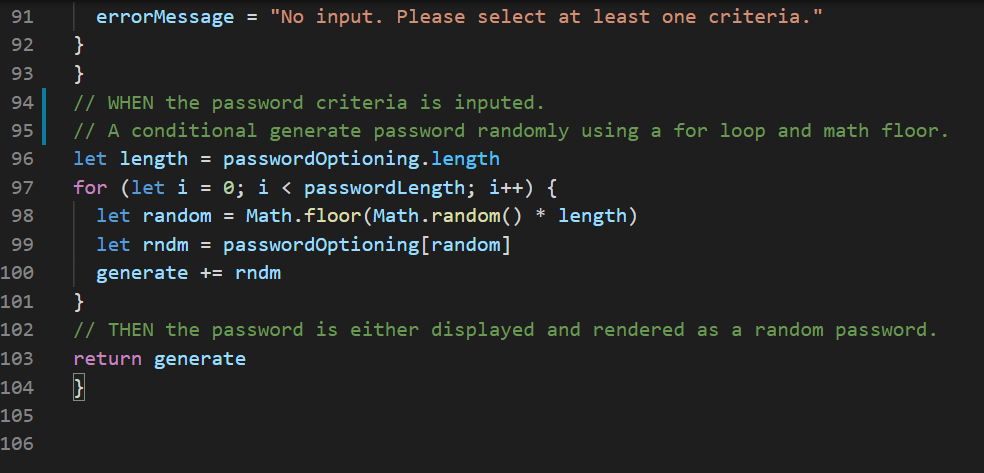 91 errorMessage = "No input. Please select at least one criteria."
92 }
93 }
94 // WHEN the password criteria is inputed.
95 // A conditional generate password randomly using a for loop and math floor.
96 let length = passwordOptioning.length
97 for (let i = 0; i < passwordLength; i++) {
98 let random = Math.floor(Math.random() * length)
99 let rndm = passwordOptioning[random]
100 generate += rndm
101 }
102 // THEN the password is either displayed and rendered as a random password.
103 return generate
104 }
105
106